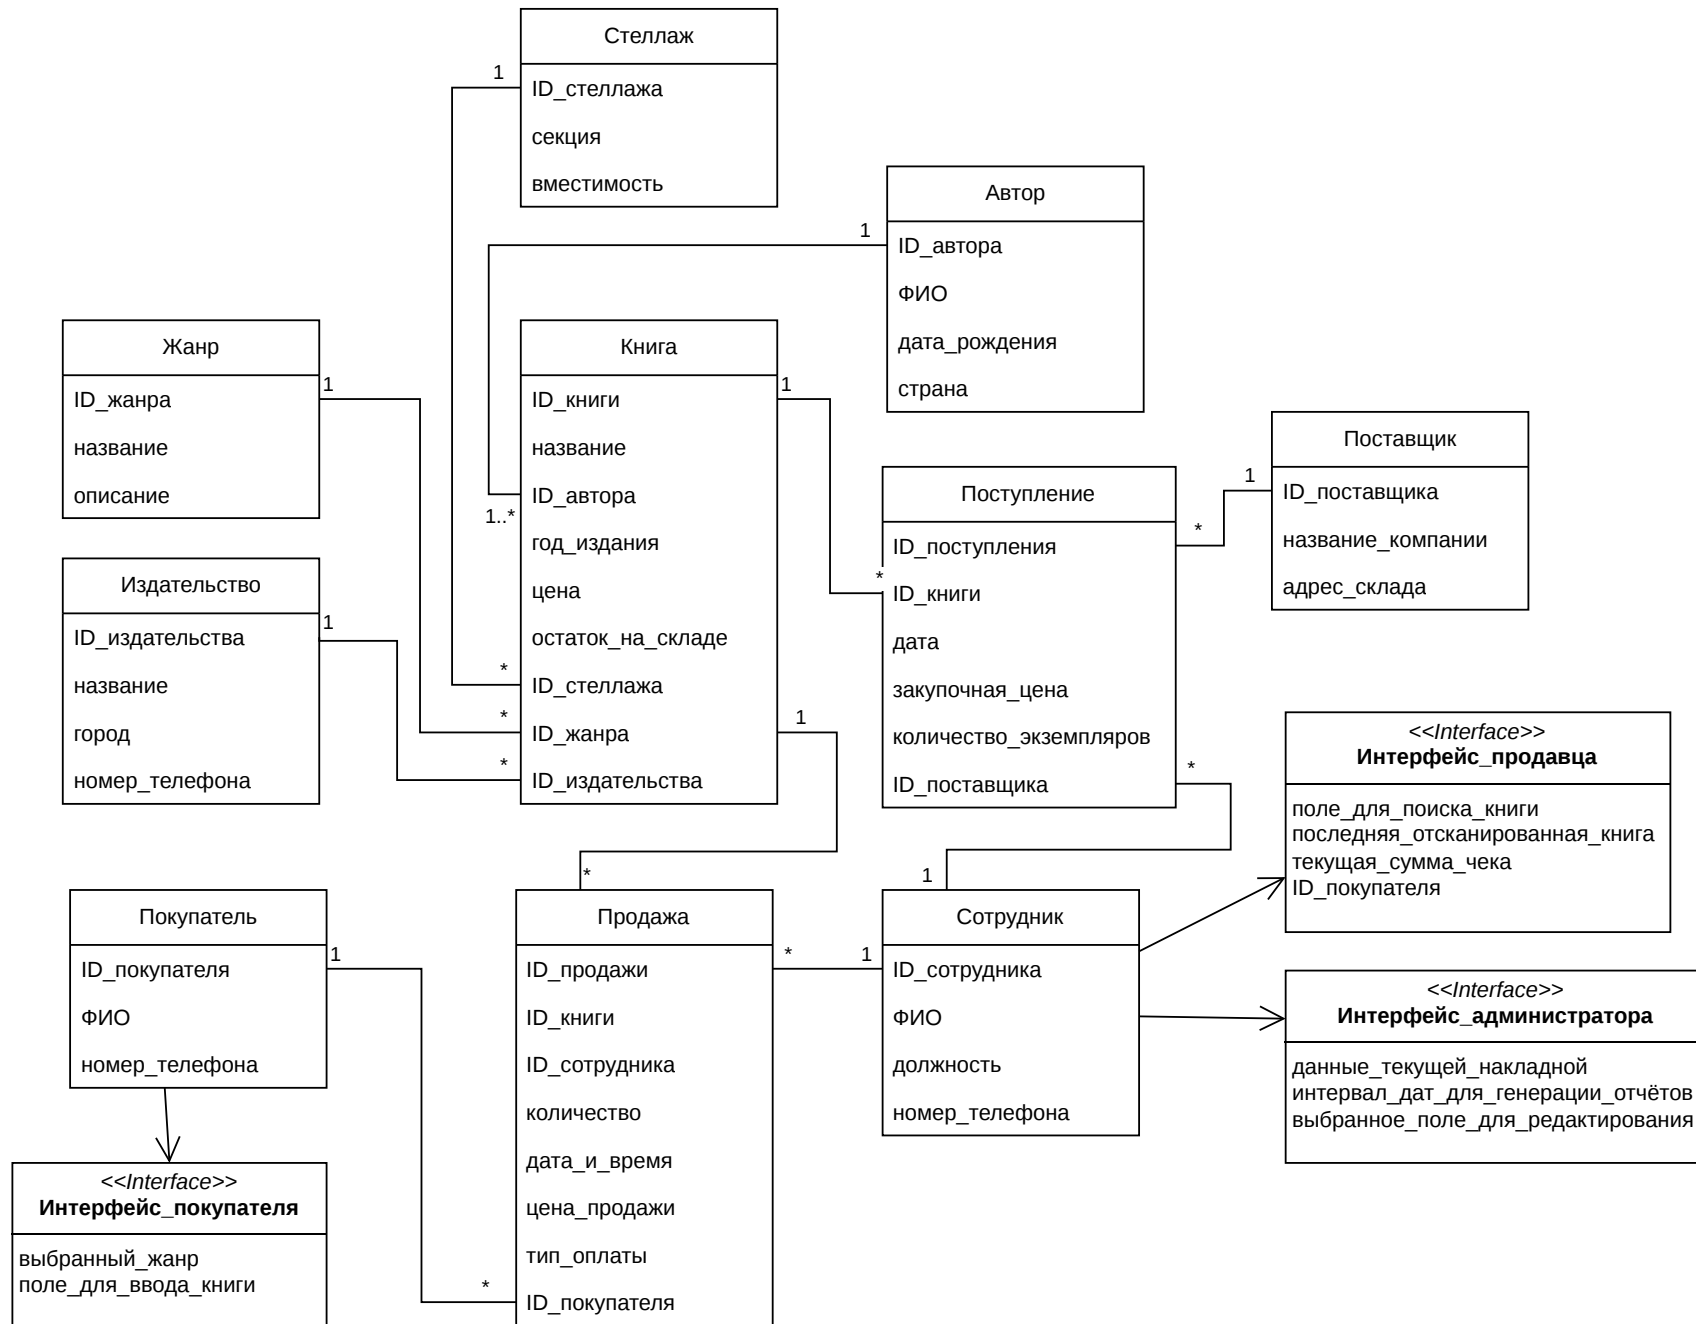 Стеллаж
1
ID_стеллажа
секция
вместимость
Автор
1
ID_автора
ФИО
дата_рождения
страна
Жанр
1
ID_жанра
название
описание
Книга
1
ID_книги
название
ID_автора
1..*
год_издания
цена
остаток_на_складе
*
ID_стеллажа
1
*
ID_жанра
*
ID_издательства
Поставщик
1
ID_поставщика
название_компании
адрес_склада
Поступление
*
ID_поступления
*
ID_книги
дата
закупочная_цена
количество_экземпляров
*
ID_поставщика
Издательство
1
ID_издательства
название
город
номер_телефона
<<Interface>>
Интерфейс_продавца
поле_для_поиска_книги
последняя_отсканированная_книга
текущая_сумма_чека
ID_покупателя
Покупатель
1
ID_покупателя
ФИО
номер_телефона
*
Продажа
*
ID_продажи
ID_книги
ID_сотрудника
количество
дата_и_время
цена_продажи
тип_оплаты
*
ID_покупателя
1
Сотрудник
1
ID_сотрудника
ФИО
должность
номер_телефона
<<Interface>>
Интерфейс_администратора
данные_текущей_накладной
интервал_дат_для_генерации_отчётов
выбранное_поле_для_редактирования
<<Interface>>
Интерфейс_покупателя
выбранный_жанр
поле_для_ввода_книги